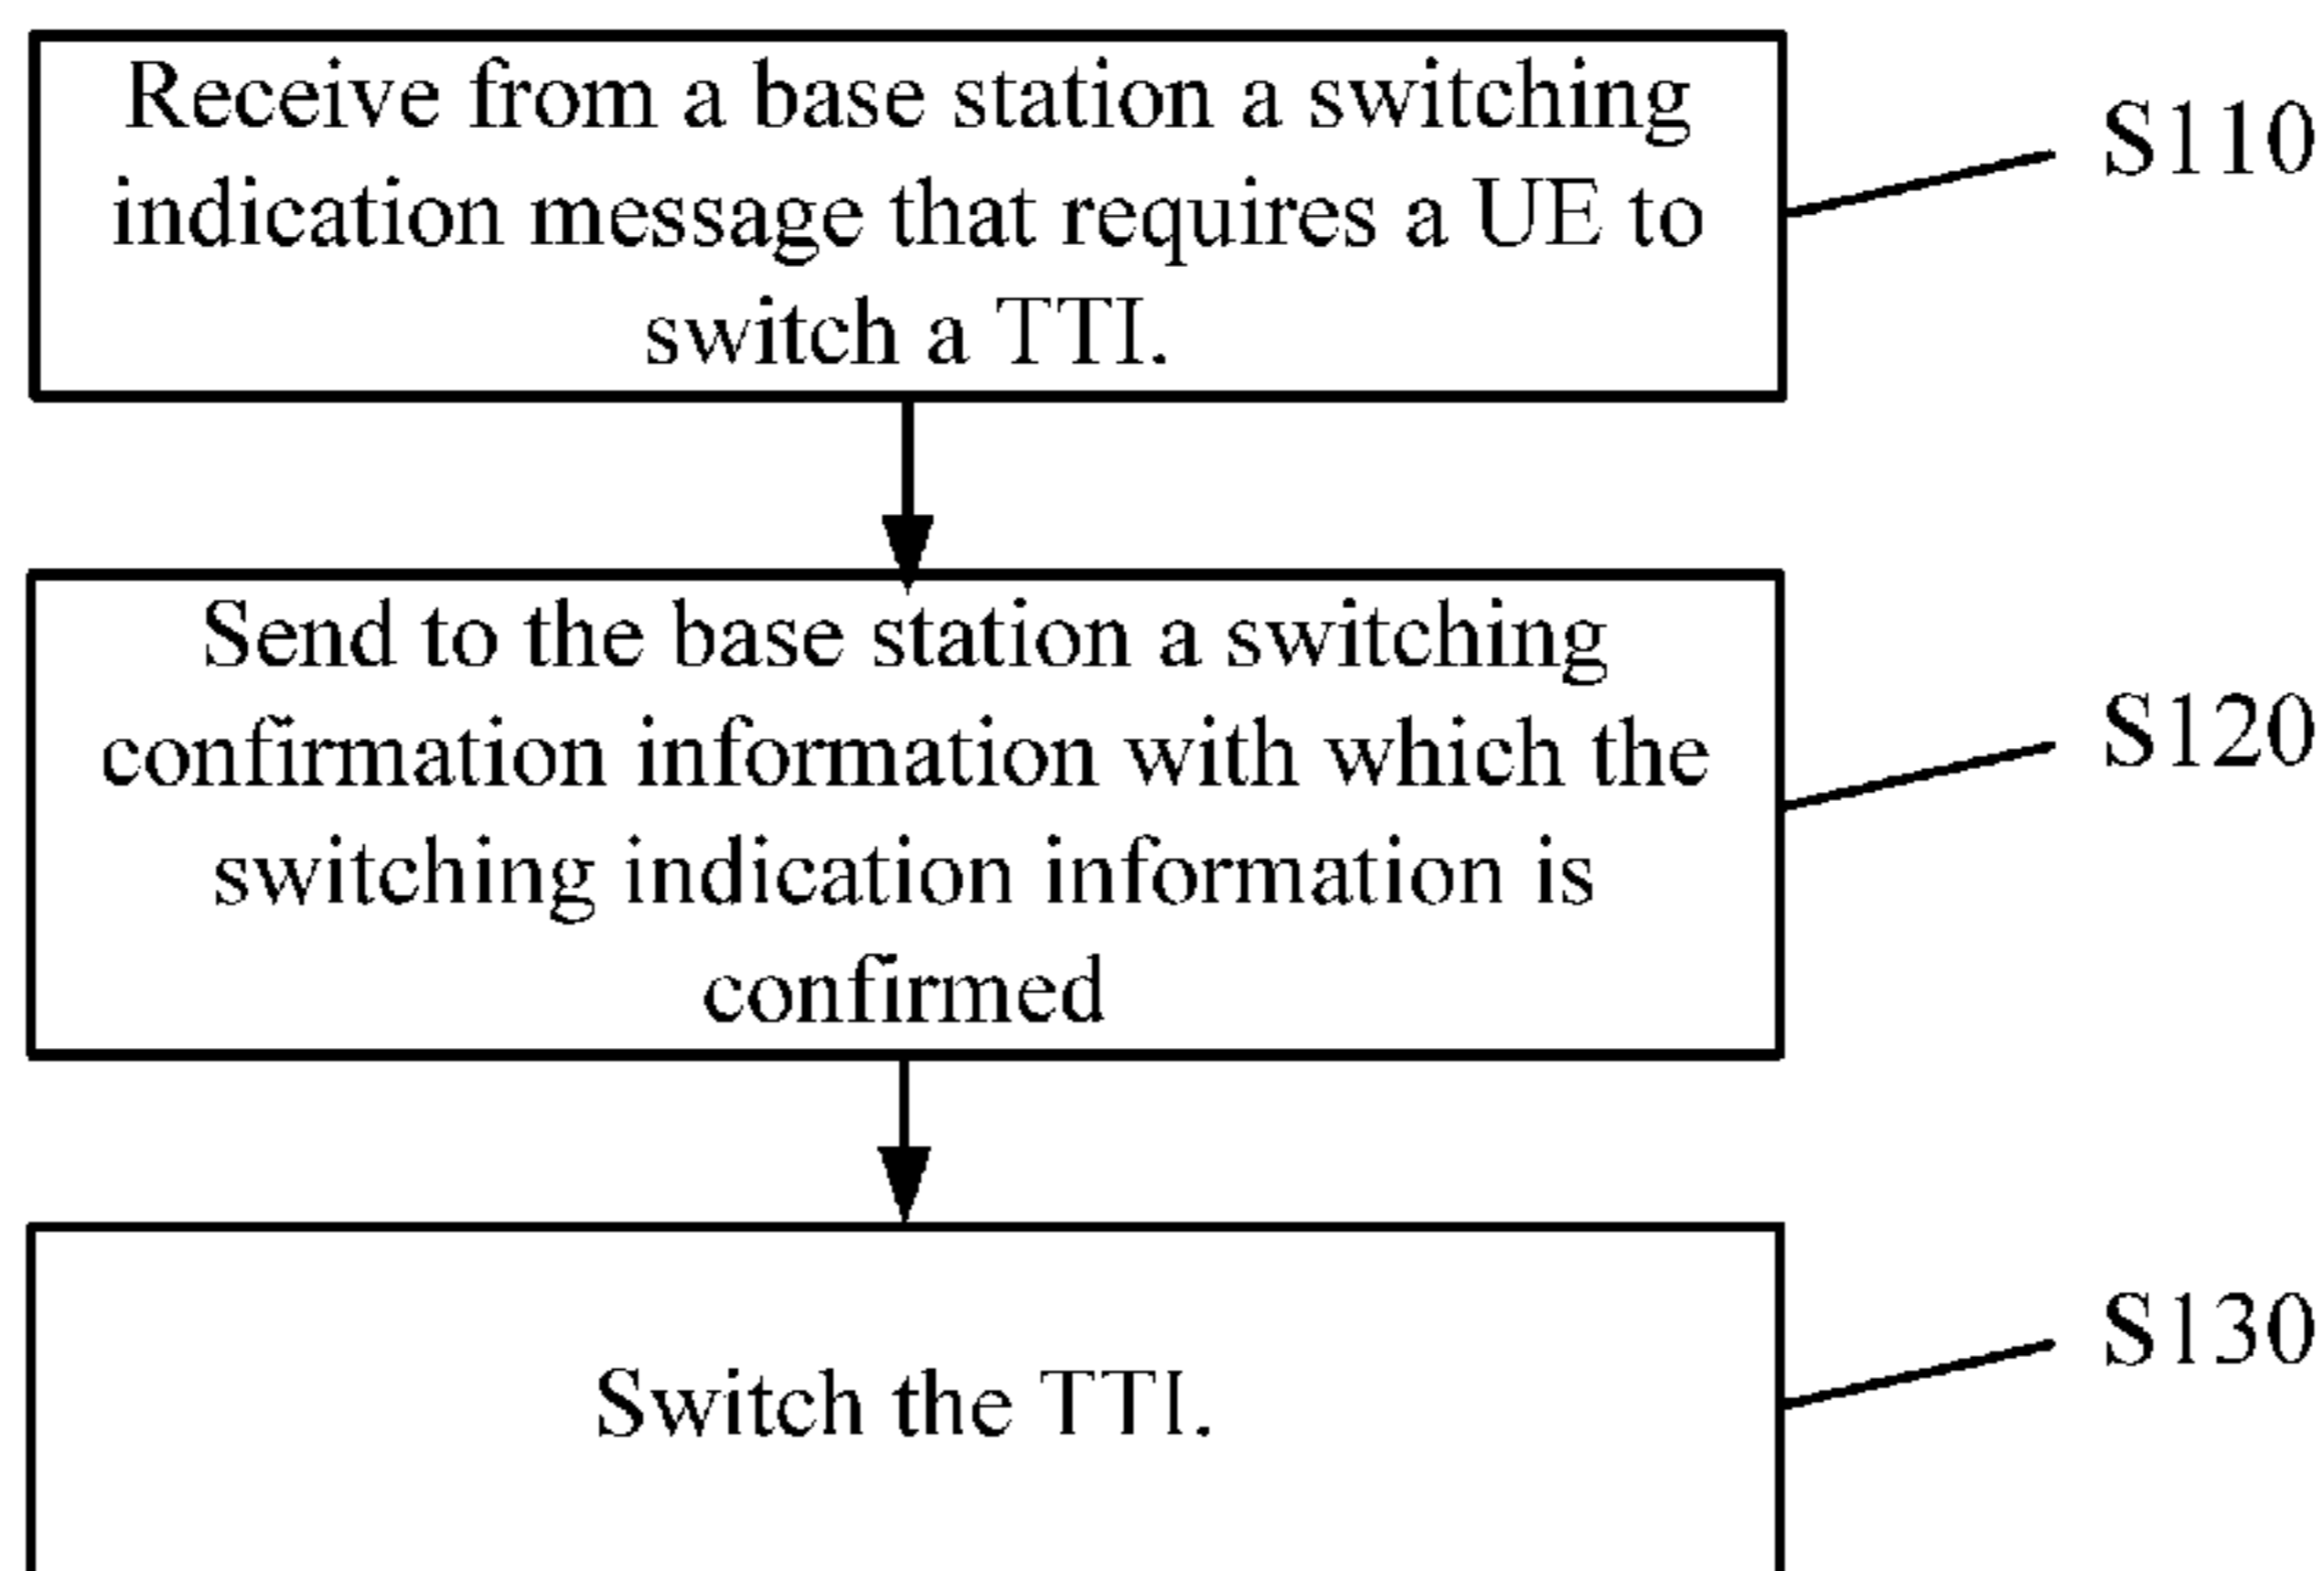 Receive from a base station a switching
indication message that requires a UE to
switch a TTI.
S110
Send to the base station a switching
confirmation information with which the
switching indication information is
confirmed
S120
Switch the TTI.
S130